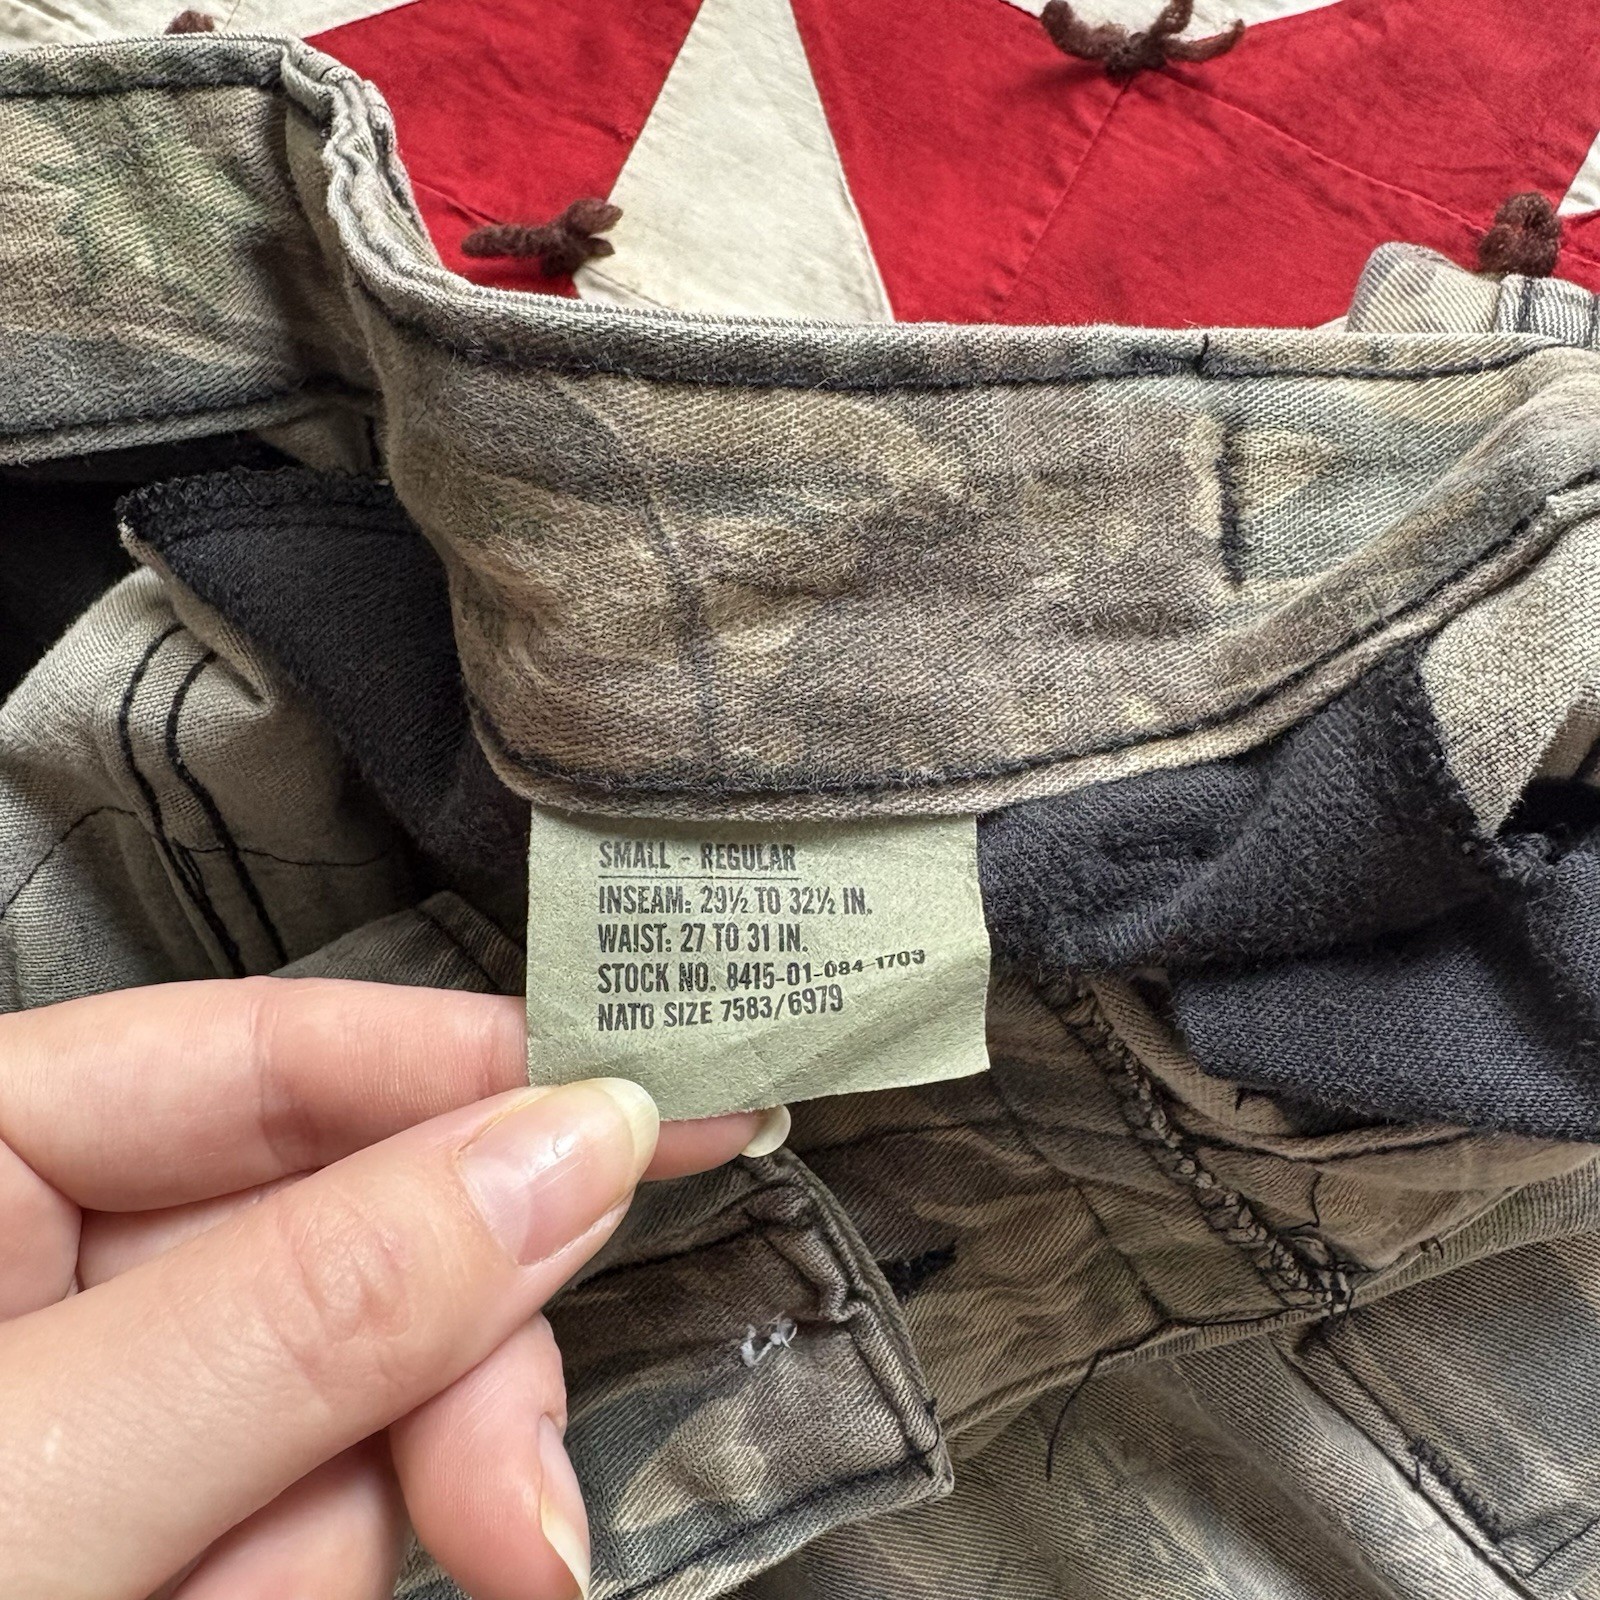 SMALL - REGULAR
INSEAM: 29½ TO 32½ IN.
WAIST: 27 TO 31 IN.
STOCK NO. 8415-01-084-1703
NATO SIZE 7583/6979